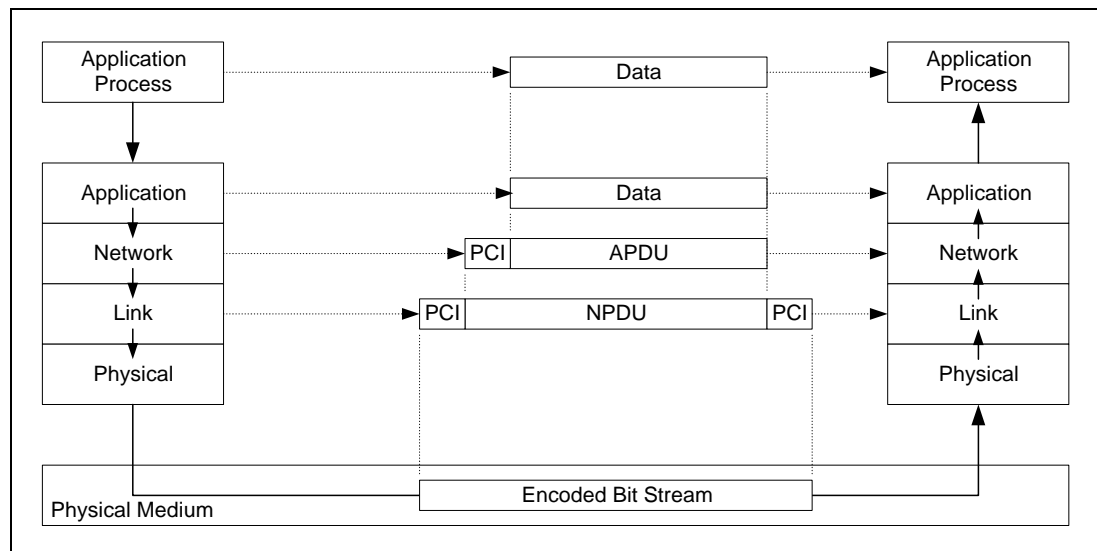 Application
Process
Data
Application
Process
Application
Data
Application
Network
PCI
APDU
Network
Link
PCI
NPDU
PCI
Link
Physical
Physical
Encoded Bit Stream
Physical Medium